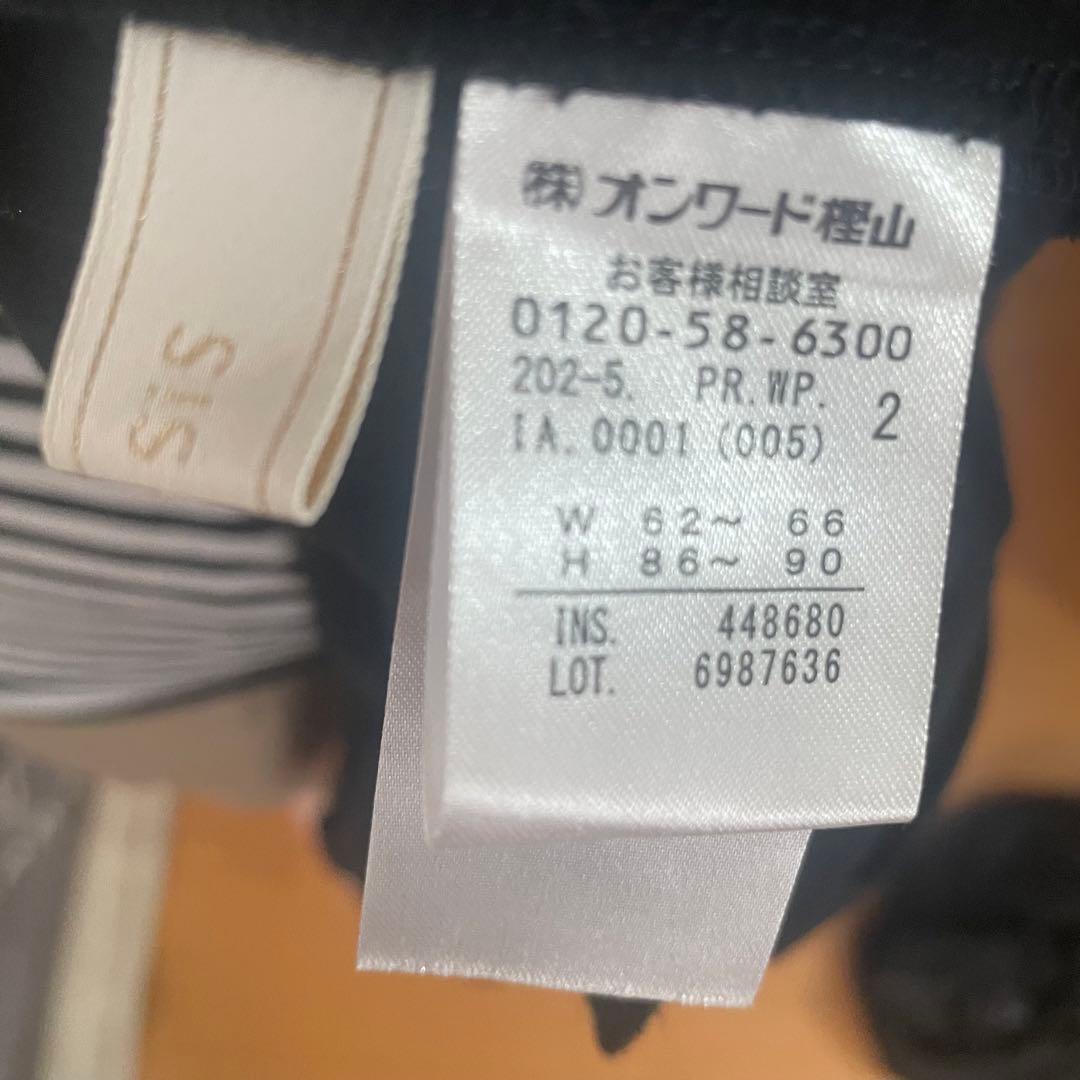 SiS
㈱オンワード樫山
お客様相談室
0120-58-6300
202-5. PR.WP. 2
IA.0001 (005)
W 62～ 66
H 86～ 90
INS. 448680
LOT. 6987636